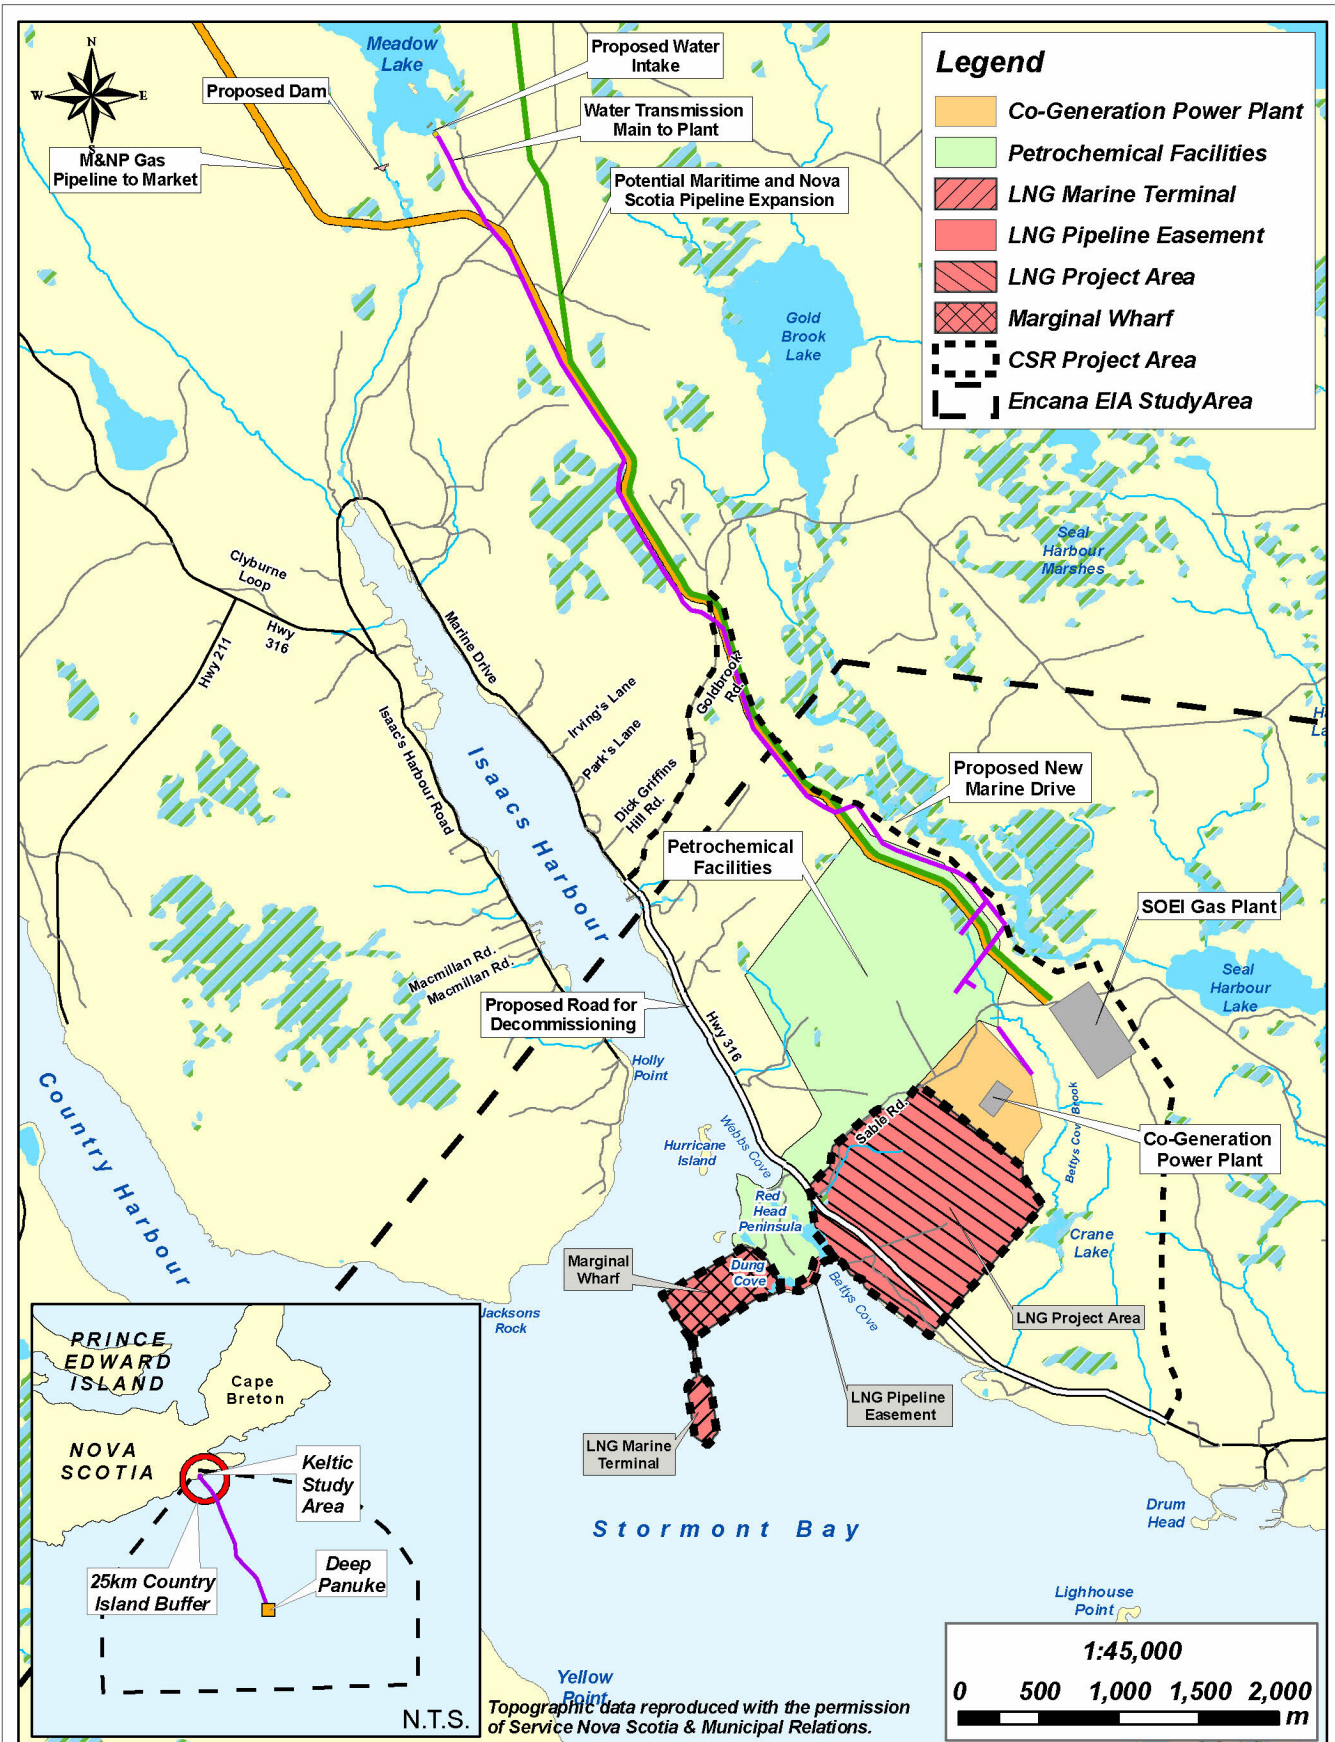 N
W
E
S
Meadow
Lake
Proposed Water
Intake
Proposed Dam
Water Transmission
Main to Plant
M&NP Gas
Pipeline to Market
Potential Maritime and Nova
Scotia Pipeline Expansion
Legend
Co-Generation Power Plant
Petrochemical Facilities
LNG Marine Terminal
LNG Pipeline Easement
LNG Project Area
Marginal Wharf
CSR Project Area
Encana EIA StudyArea
Gold
Brook
Lake
Seal
Harbour
Marshes
Clyburne
Loop
Hwy
316
Hwy 211
Marine Drive
Isaac's Harbour Road
Irving's Lane
Park's Lane
Dick Griffins
Hill Rd.
Goldbrook
Rd.
Isaacs Harbour
Proposed New
Marine Drive
Petrochemical
Facilities
SOEI Gas Plant
Seal
Harbour
Lake
Macmillan Rd.
Macmillan Rd.
Proposed Road for
Decommissioning
Hwy 316
Holly
Point
Country Harbour
Webbs Cove
Hurricane
Island
Sable Rd.
Bettys Cov Brook
Co-Generation
Power Plant
Red
Head
Peninsula
Crane
Lake
Marginal
Wharf
Dung
Cove
Bettys Cove
LNG Project Area
Jacksons
Rock
LNG Pipeline
Easement
LNG Marine
Terminal
PRINCE
EDWARD
ISLAND
Cape
Breton
NOVA
SCOTIA
Keltic
Study
Area
25km Country
Island Buffer
Deep
Panuke
N.T.S.
Stormont Bay
Drum
Head
Lighhouse
Point
Yellow
Point
Topographic data reproduced with the permission
of Service Nova Scotia & Municipal Relations.
1:45,000
0 500 1,000 1,500 2,000
m